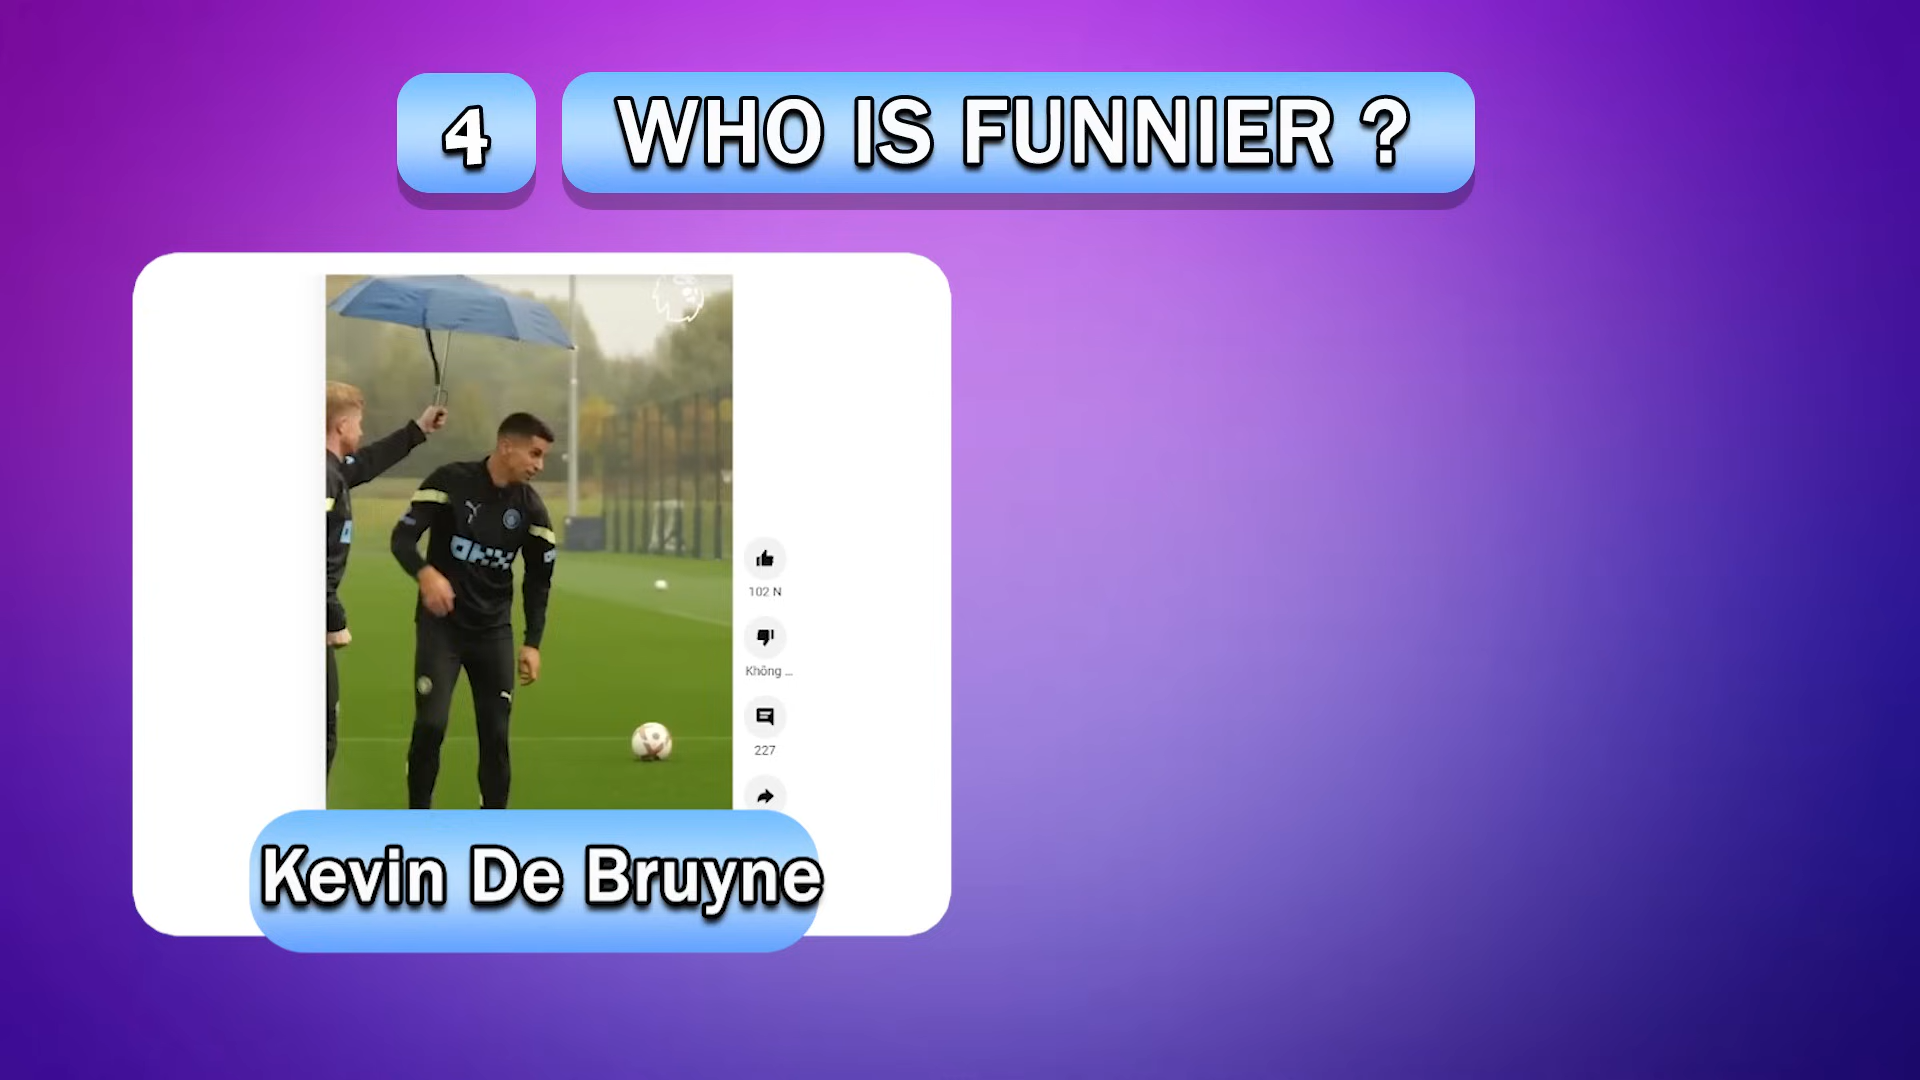 4
WHO IS FUNNIER ?
102 N
Không ...
227
Kevin De Bruyne